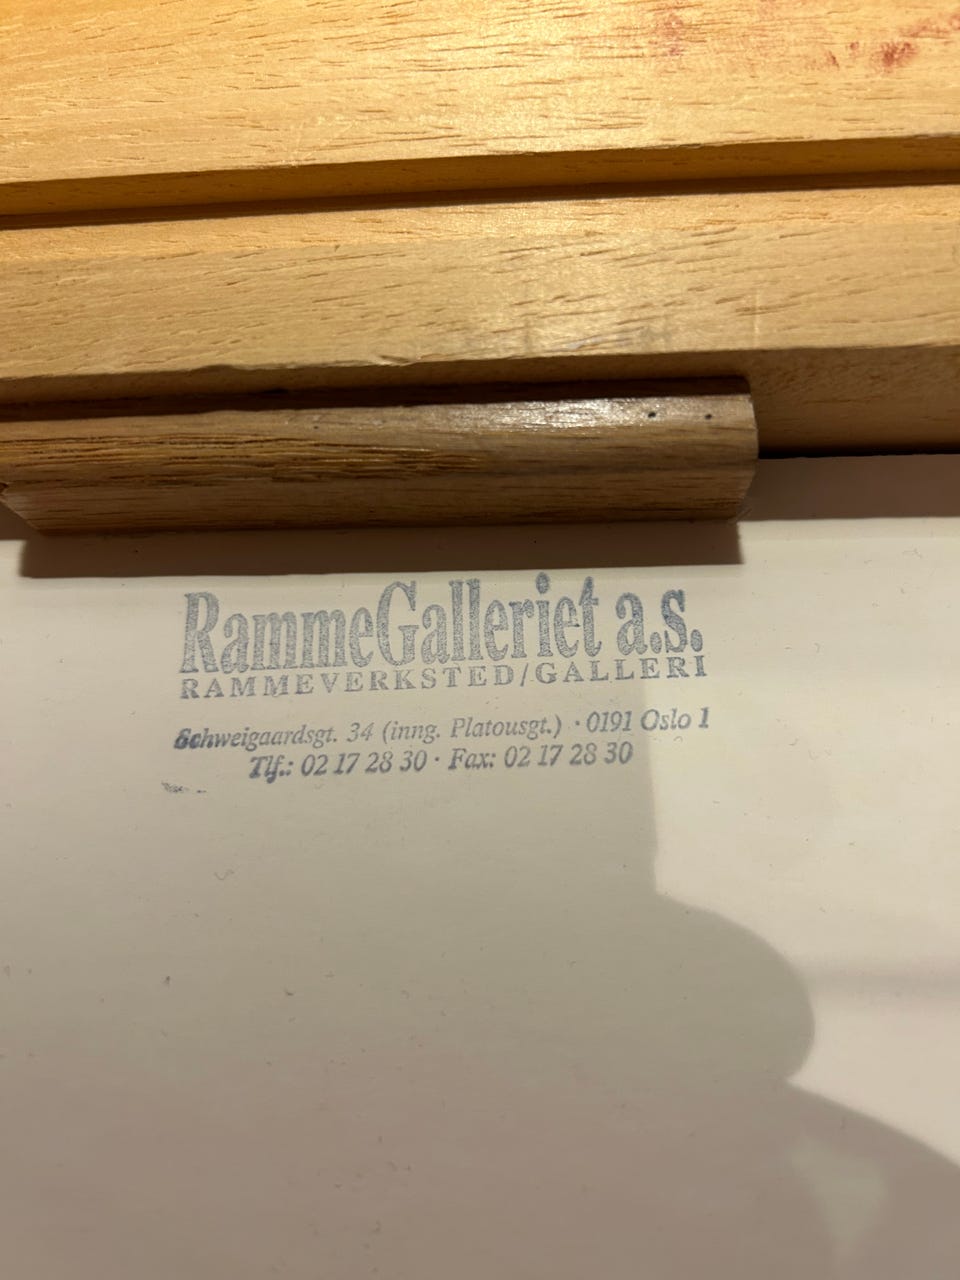 RammeGalleriet a.s.
RAMMEVERKSTED/GALLERI
Schweigaardsgt. 34 (inng. Platousgt.) · 0191 Oslo 1
Tlf.: 02 17 28 30 · Fax: 02 17 28 30